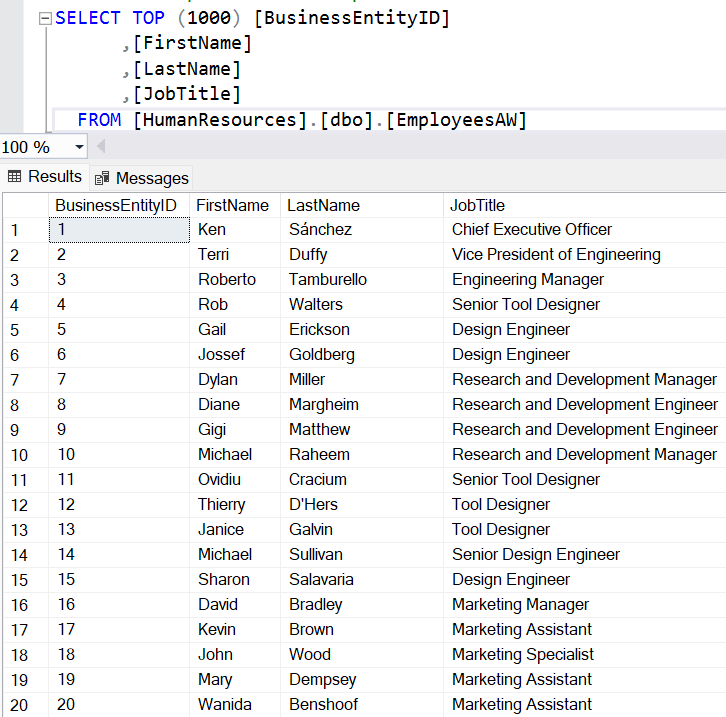 SELECT TOP (1000) [BusinessEntityID]
,[FirstName]
,[LastName]
,[JobTitle]
FROM [HumanResources].[dbo].[EmployeesAW]
100 %
Results Messages
BusinessEntityID FirstName LastName JobTitle
1 1 Ken Sánchez Chief Executive Officer
2 2 Terri Duffy Vice President of Engineering
3 3 Roberto Tamburello Engineering Manager
4 4 Rob Walters Senior Tool Designer
5 5 Gail Erickson Design Engineer
6 6 Jossef Goldberg Design Engineer
7 7 Dylan Miller Research and Development Manager
8 8 Diane Margheim Research and Development Engineer
9 9 Gigi Matthew Research and Development Engineer
10 10 Michael Raheem Research and Development Manager
11 11 Ovidiu Cracium Senior Tool Designer
12 12 Thierry D'Hers Tool Designer
13 13 Janice Galvin Tool Designer
14 14 Michael Sullivan Senior Design Engineer
15 15 Sharon Salavaria Design Engineer
16 16 David Bradley Marketing Manager
17 17 Kevin Brown Marketing Assistant
18 18 John Wood Marketing Specialist
19 19 Mary Dempsey Marketing Assistant
20 20 Wanida Benshoof Marketing Assistant